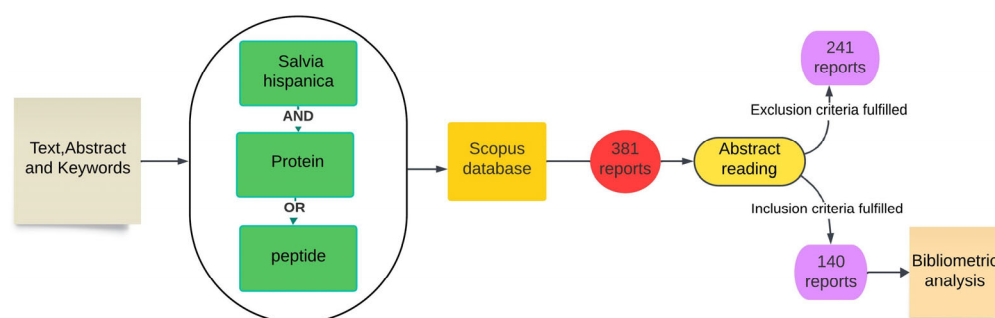 Text,Abstract
and Keywords
Salvia
hispanica
AND
Protein
OR
peptide
Scopus
database
381
reports
Abstract
reading
241
reports
Exclusion criteria fulfilled
Inclusion criteria fulfilled
140
reports
Bibliometric
analysis